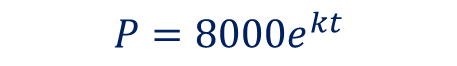 P = 8000e^{kt}